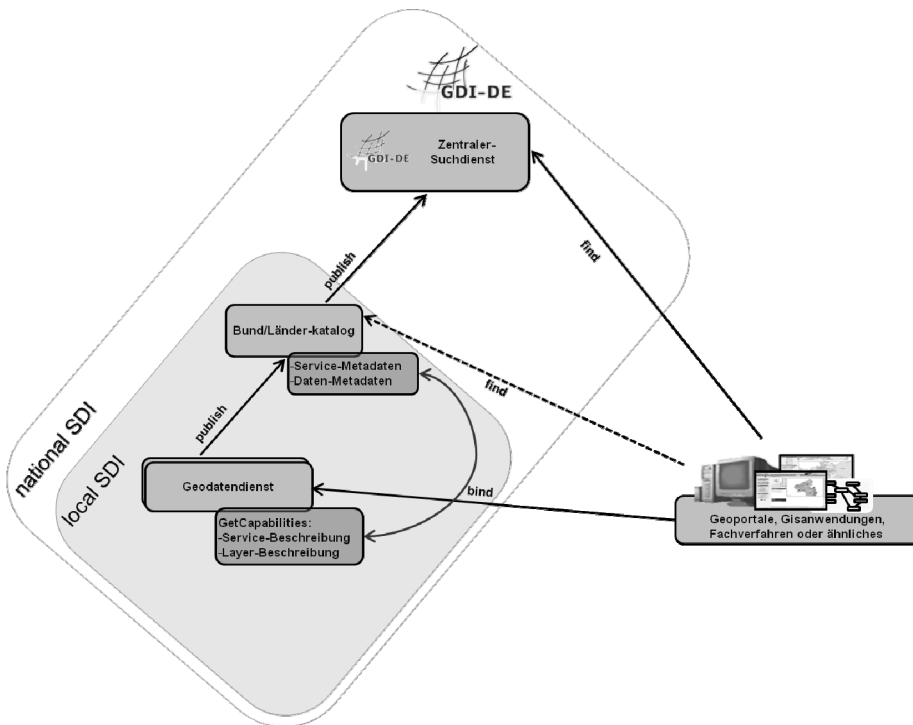 GDI-DE
GDI-DE
Zentraler-
Suchdienst
publish
find
Bund/Länder-katalog
-Service-Metadaten
-Daten-Metadaten
find
publish
national SDI
local SDI
Geodatendienst
bind
GetCapabilities:
-Service-Beschreibung
-Layer-Beschreibung
Geoportale, Gisanwendungen,
Fachverfahren oder ähnliches